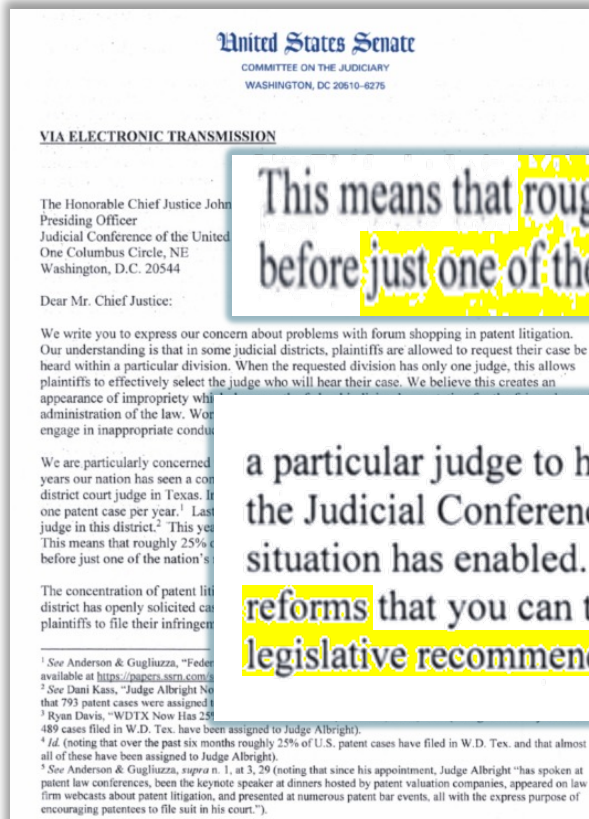 United States Senate
COMMITTEE ON THE JUDICIARY
WASHINGTON, DC 20510–6275
VIA ELECTRONIC TRANSMISSION
The Honorable Chief Justice John
Presiding Officer
Judicial Conference of the United
One Columbus Circle, NE
Washington, D.C. 20544
Dear Mr. Chief Justice:
This means that
before just one of
We write you to express our concern about problems with forum shopping in patent litigation.
Our understanding is that in some judicial districts, plaintiffs are allowed to request their case be
heard within a particular division. When the requested division has only one judge, this allows
plaintiffs to effectively select the judge who will hear their case. We believe this creates an
appearance of impropriety
administration of the law.
engage in inappropriate
We are particularly concerned
years our nation has seen a
district court judge in Texas.
one patent case per year.¹
judge in this district.² This
This means that roughly 25%
before just one of the nation's
The concentration of patent
district has openly solicited
plaintiffs to file their
a particular judge to
the Judicial
situation has enabled.
reforms that you can
legislative
¹ See Anderson & Gugliuzza,
available at https://papers.ssrn.com/
² See Dani Kass, "Judge Albright
that 793 patent cases were assigned
³ Ryan Davis, "WDTX Now Has
489 cases filed in W.D. Tex. have been assigned to Judge Albright).
⁴ Id. (noting that over the past six months roughly 25% of U.S. patent cases have filed in W.D. Tex. and that almost
all of these have been assigned to Judge Albright).
⁵ See Anderson & Gugliuzza, supra n. 1, at 3, 29 (noting that since his appointment, Judge Albright "has spoken at
patent law conferences, been the keynote speaker at dinners hosted by patent valuation companies, appeared on law
firm webcasts about patent litigation, and presented at numerous patent bar events, all with the express purpose of
encouraging patentees to file suit in his court.").